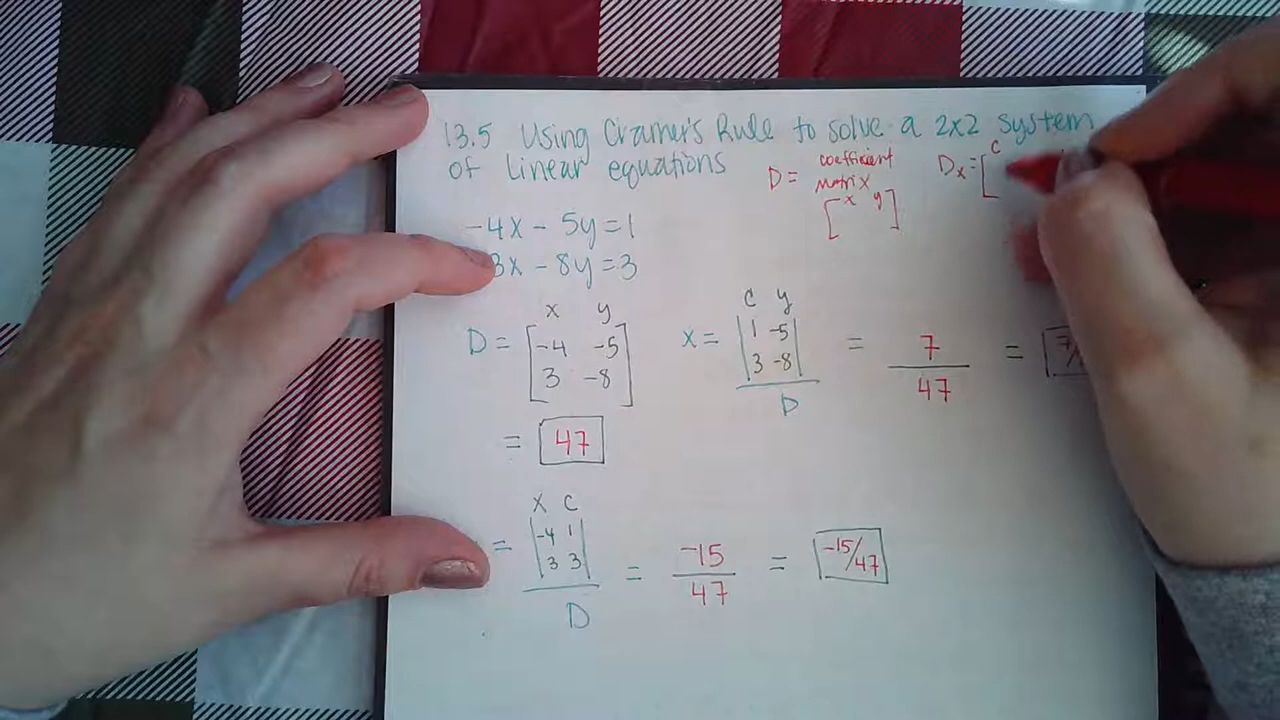 13.5 Using Cramer's Rule to solve a 2x2 system
of linear equations
D = coefficient matrix
[x y]
Dx=[c
-4x - 5y=1
3x - 8y=3
x y
D = [-4 -5
3 -8]
= 47
x = c y
|1 -5
3 -8|
D
= 7
47
=
x c
= |-4 1
3 3|
D
= -15
47
= -15/47